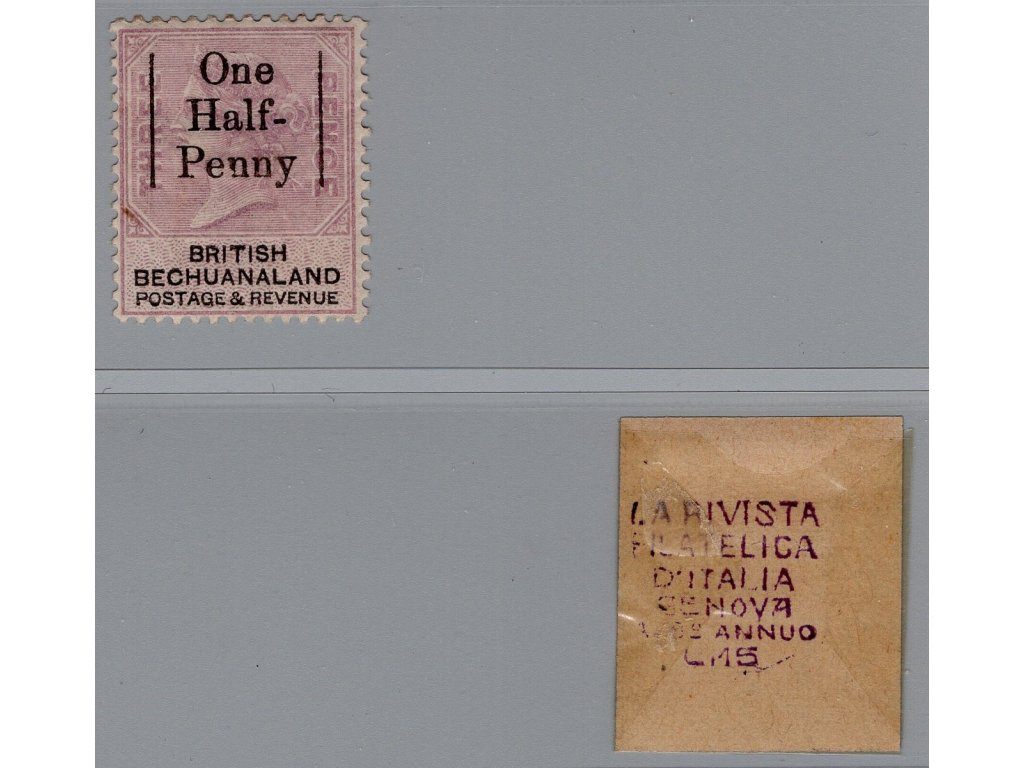 One
Half-
Penny
BRITISH
BECHUANALAND
POSTAGE & REVENUE
LA RIVISTA
FILATELICA
D'ITALIA
GENOVA
ANNUO